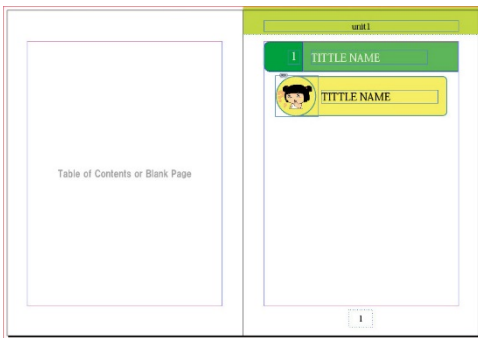 Table of Contents or Blank Page
unit1
1 TITTLE NAME
TITTLE NAME
1